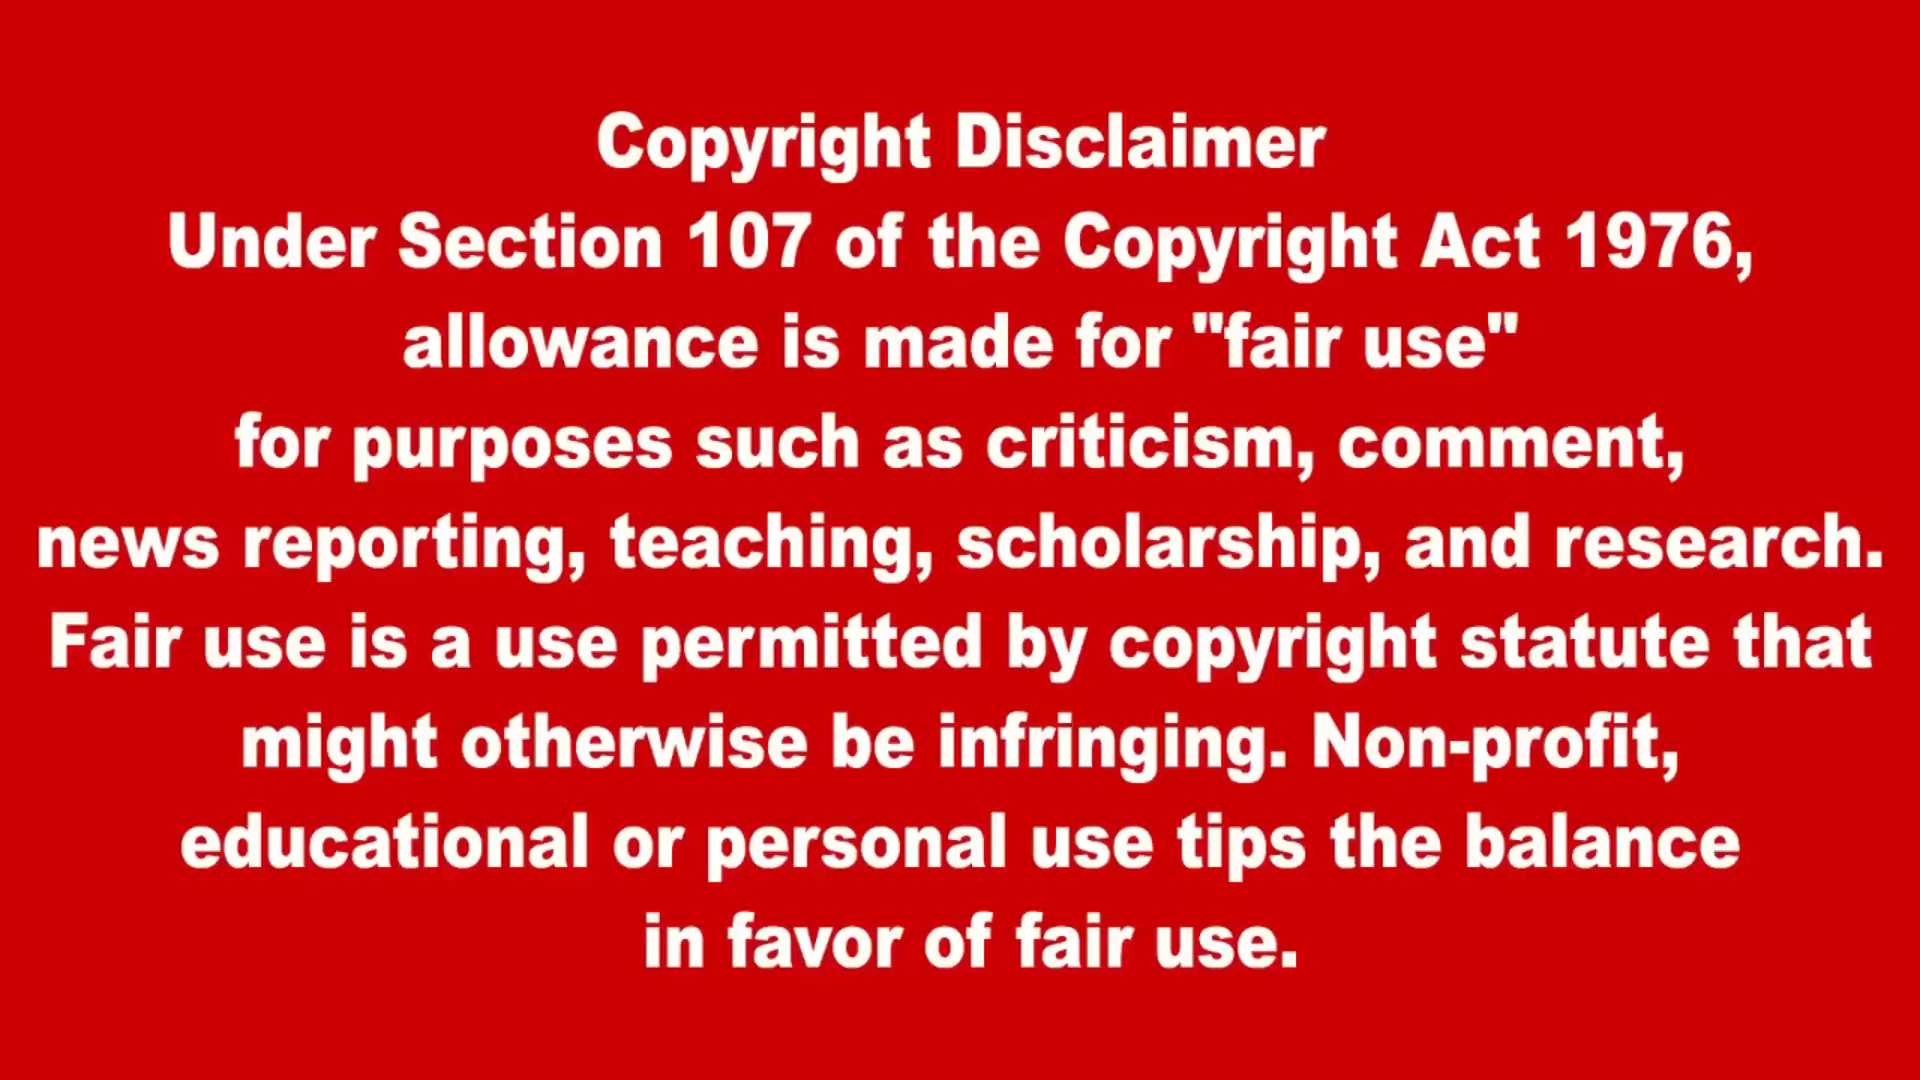 Copyright Disclaimer
Under Section 107 of the Copyright Act 1976,
allowance is made for "fair use"
for purposes such as criticism, comment,
news reporting, teaching, scholarship, and research.
Fair use is a use permitted by copyright statute that
might otherwise be infringing. Non-profit,
educational or personal use tips the balance
in favor of fair use.